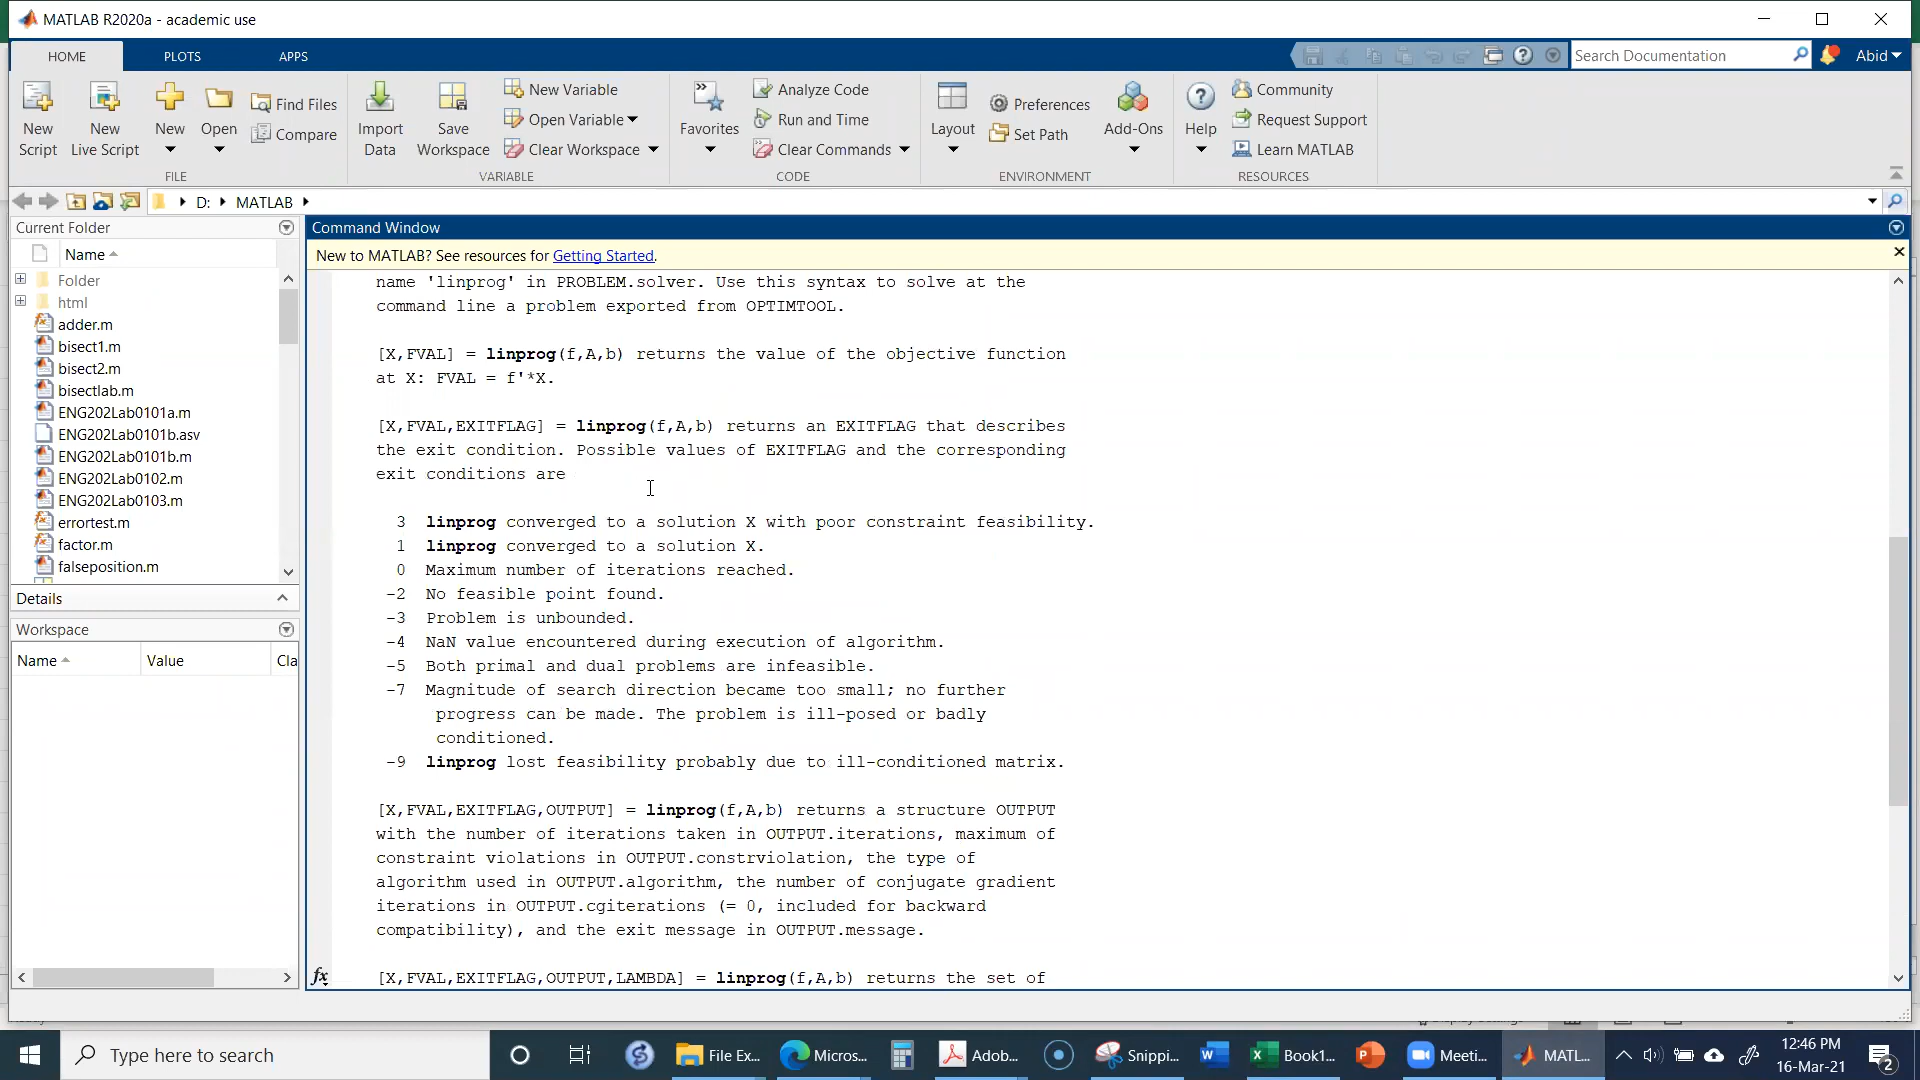 MATLAB R2020a - academic use
HOME PLOTS APPS
Search Documentation
Abid
New Script
New Live Script
New
Open
Find Files
Compare
FILE
Import Data
Save Workspace
New Variable
Open Variable
Clear Workspace
VARIABLE
Favorites
Analyze Code
Run and Time
Clear Commands
CODE
Layout
Preferences
Set Path
Add-Ons
ENVIRONMENT
Help
Community
Request Support
Learn MATLAB
RESOURCES
D: MATLAB
Current Folder
Name
Folder
html
adder.m
bisect1.m
bisect2.m
bisectlab.m
ENG202Lab0101a.m
ENG202Lab0101b.asv
ENG202Lab0101b.m
ENG202Lab0102.m
ENG202Lab0103.m
errortest.m
factor.m
falseposition.m
Details
Workspace
Name Value Cla
Command Window
New to MATLAB? See resources for Getting Started.
name 'linprog' in PROBLEM.solver. Use this syntax to solve at the
command line a problem exported from OPTIMTOOL.
[X,FVAL] = linprog(f,A,b) returns the value of the objective function
at X: FVAL = f'*X.
[X,FVAL,EXITFLAG] = linprog(f,A,b) returns an EXITFLAG that describes
the exit condition. Possible values of EXITFLAG and the corresponding
exit conditions are
3 linprog converged to a solution X with poor constraint feasibility.
1 linprog converged to a solution X.
0 Maximum number of iterations reached.
-2 No feasible point found.
-3 Problem is unbounded.
-4 NaN value encountered during execution of algorithm.
-5 Both primal and dual problems are infeasible.
-7 Magnitude of search direction became too small; no further
progress can be made. The problem is ill-posed or badly
conditioned.
-9 linprog lost feasibility probably due to ill-conditioned matrix.
[X,FVAL,EXITFLAG,OUTPUT] = linprog(f,A,b) returns a structure OUTPUT
with the number of iterations taken in OUTPUT.iterations, maximum of
constraint violations in OUTPUT.constrviolation, the type of
algorithm used in OUTPUT.algorithm, the number of conjugate gradient
iterations in OUTPUT.cgiterations (= 0, included for backward
compatibility), and the exit message in OUTPUT.message.
fx [X,FVAL,EXITFLAG,OUTPUT,LAMBDA] = linprog(f,A,b) returns the set of
Type here to search
File Ex...
Micros...
Adob...
Snippi...
Book1...
Meeti...
MATL...
12:46 PM
16-Mar-21
2